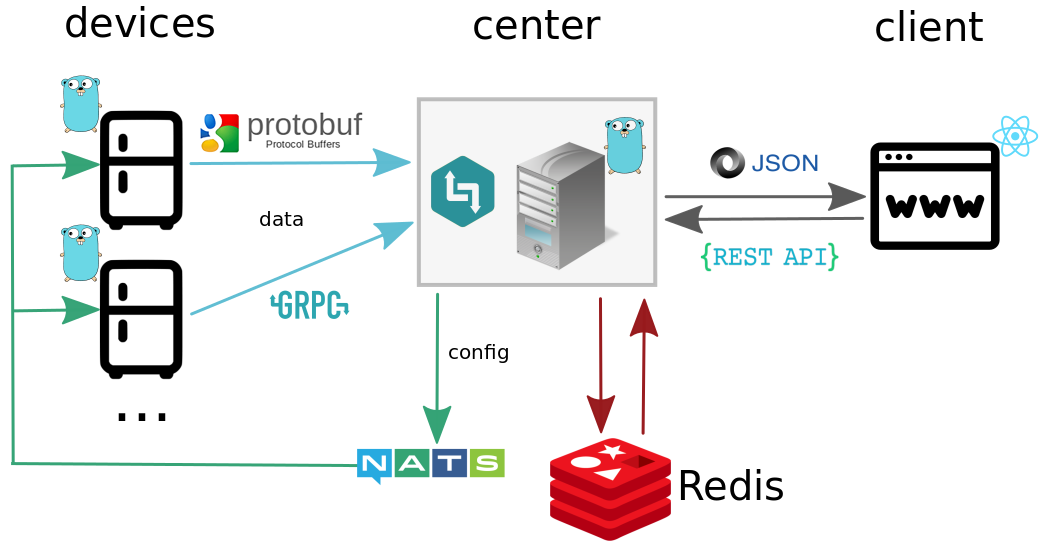 devices
center
client
protobuf
Protocol Buffers
JSON
www
data
{REST API}
GRPC
config
...
NATS
Redis